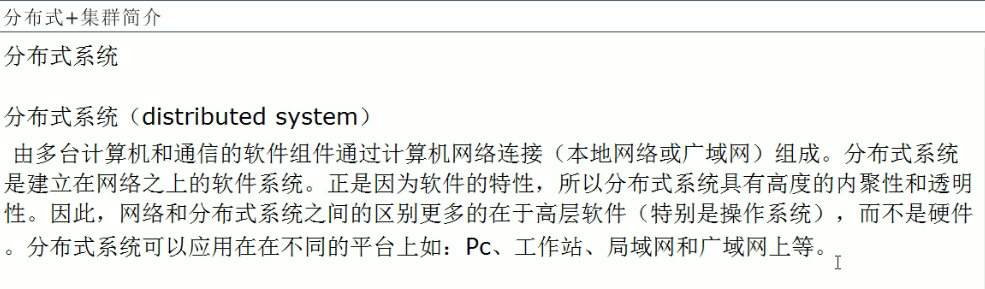 分布式+集群简介
分布式系统
分布式系统（distributed system）
由多台计算机和通信的软件组件通过计算机网络连接（本地网络或广域网）组成。分布式系统
是建立在网络之上的软件系统。正是因为软件的特性，所以分布式系统具有高度的内聚性和透明
性。因此，网络和分布式系统之间的区别更多的在于高层软件（特别是操作系统），而不是硬件
。分布式系统可以应用在在不同的平台上如：Pc、工作站、局域网和广域网上等。